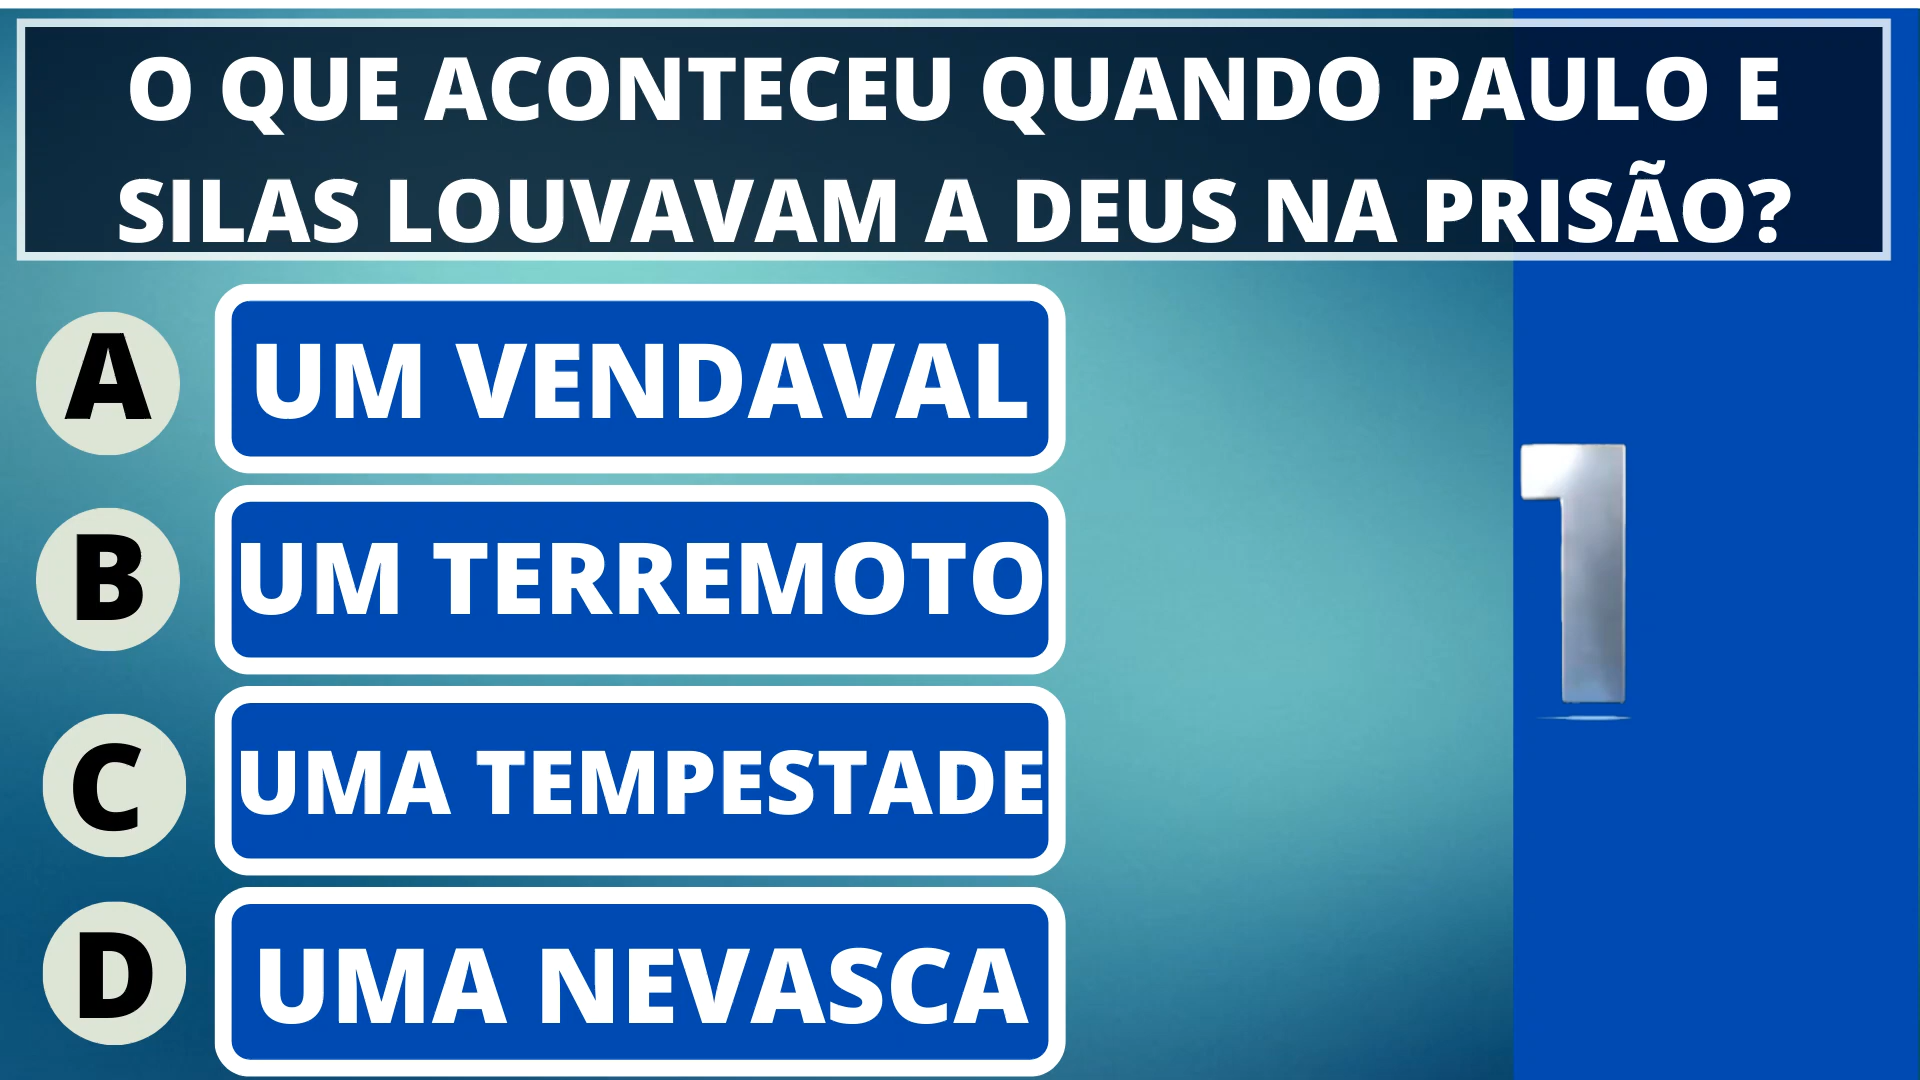 O QUE ACONTECEU QUANDO PAULO E
SILAS LOUVAVAM A DEUS NA PRISÃO?
A
UM VENDAVAL
B
UM TERREMOTO
1
C
UMA TEMPESTADE
D
UMA NEVASCA